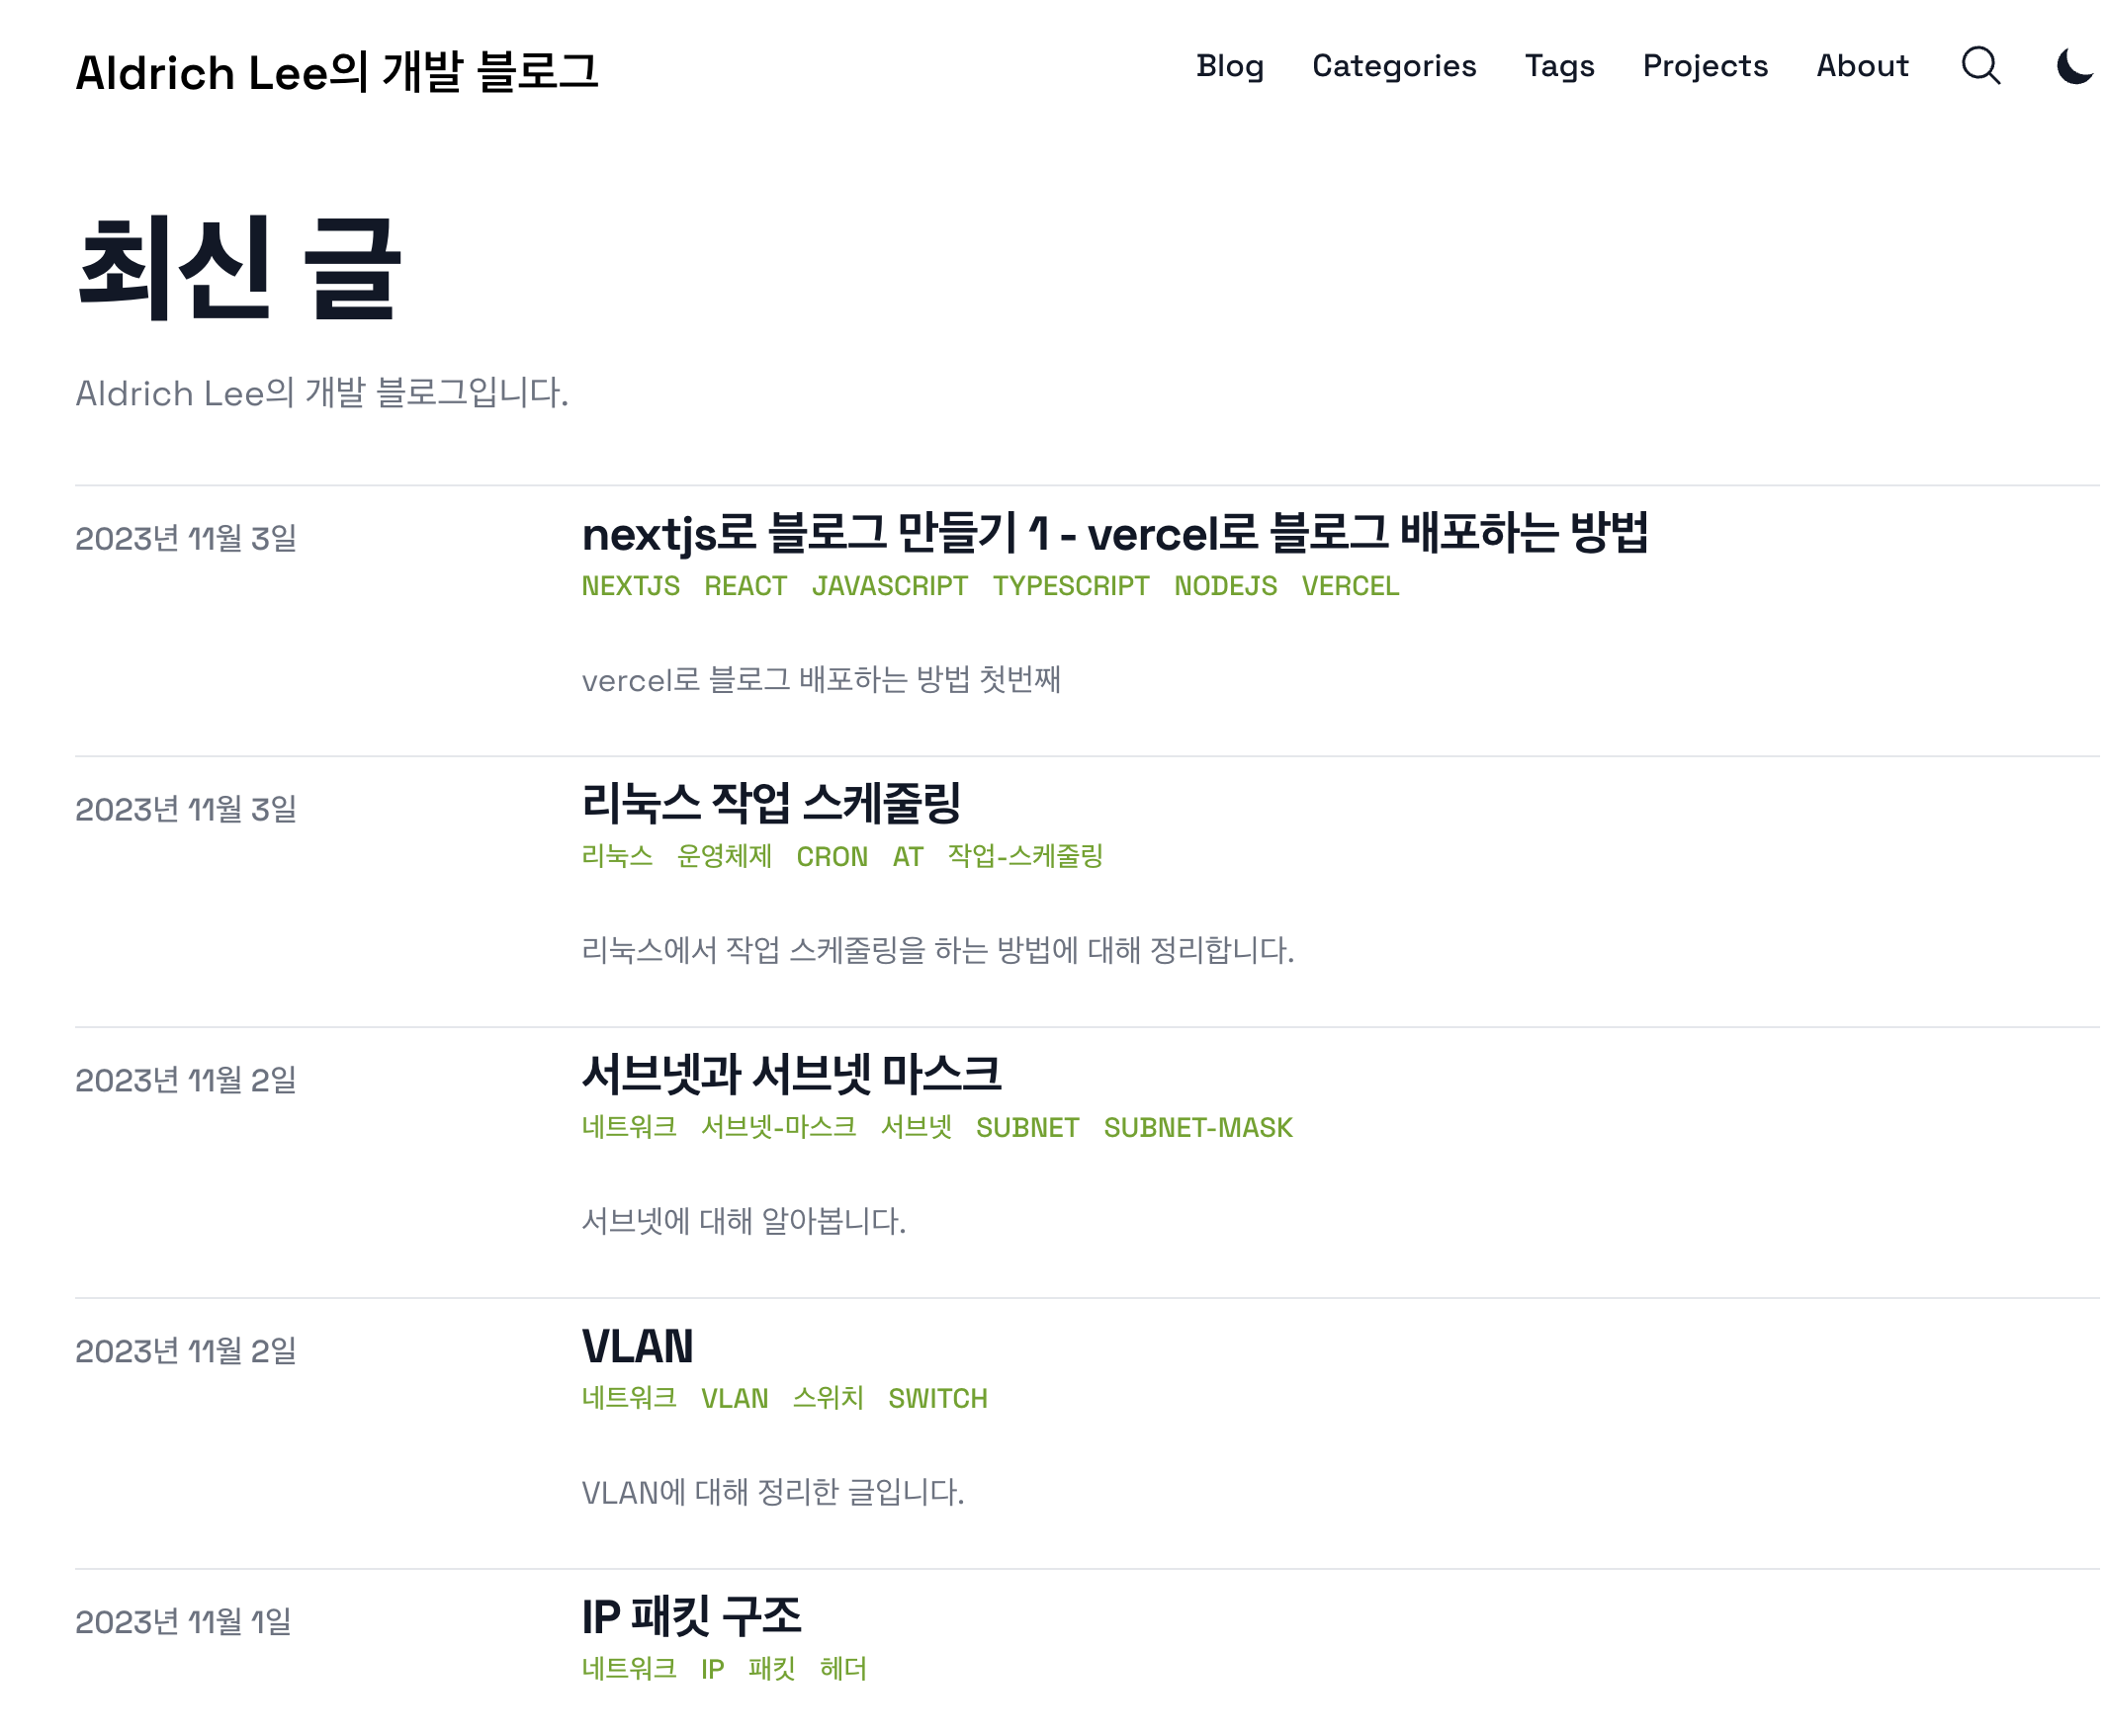 Aldrich Lee의 개발 블로그
Blog Categories Tags Projects About
최신 글
Aldrich Lee의 개발 블로그입니다.
2023년 11월 3일
nextjs로 블로그 만들기 1 - vercel로 블로그 배포하는 방법
NEXTJS REACT JAVASCRIPT TYPESCRIPT NODEJS VERCEL
vercel로 블로그 배포하는 방법 첫번째
2023년 11월 3일
리눅스 작업 스케줄링
리눅스 운영체제 CRON AT 작업-스케줄링
리눅스에서 작업 스케줄링을 하는 방법에 대해 정리합니다.
2023년 11월 2일
서브넷과 서브넷 마스크
네트워크 서브넷-마스크 서브넷 SUBNET SUBNET-MASK
서브넷에 대해 알아봅니다.
2023년 11월 2일
VLAN
네트워크 VLAN 스위치 SWITCH
VLAN에 대해 정리한 글입니다.
2023년 11월 1일
IP 패킷 구조
네트워크 IP 패킷 헤더